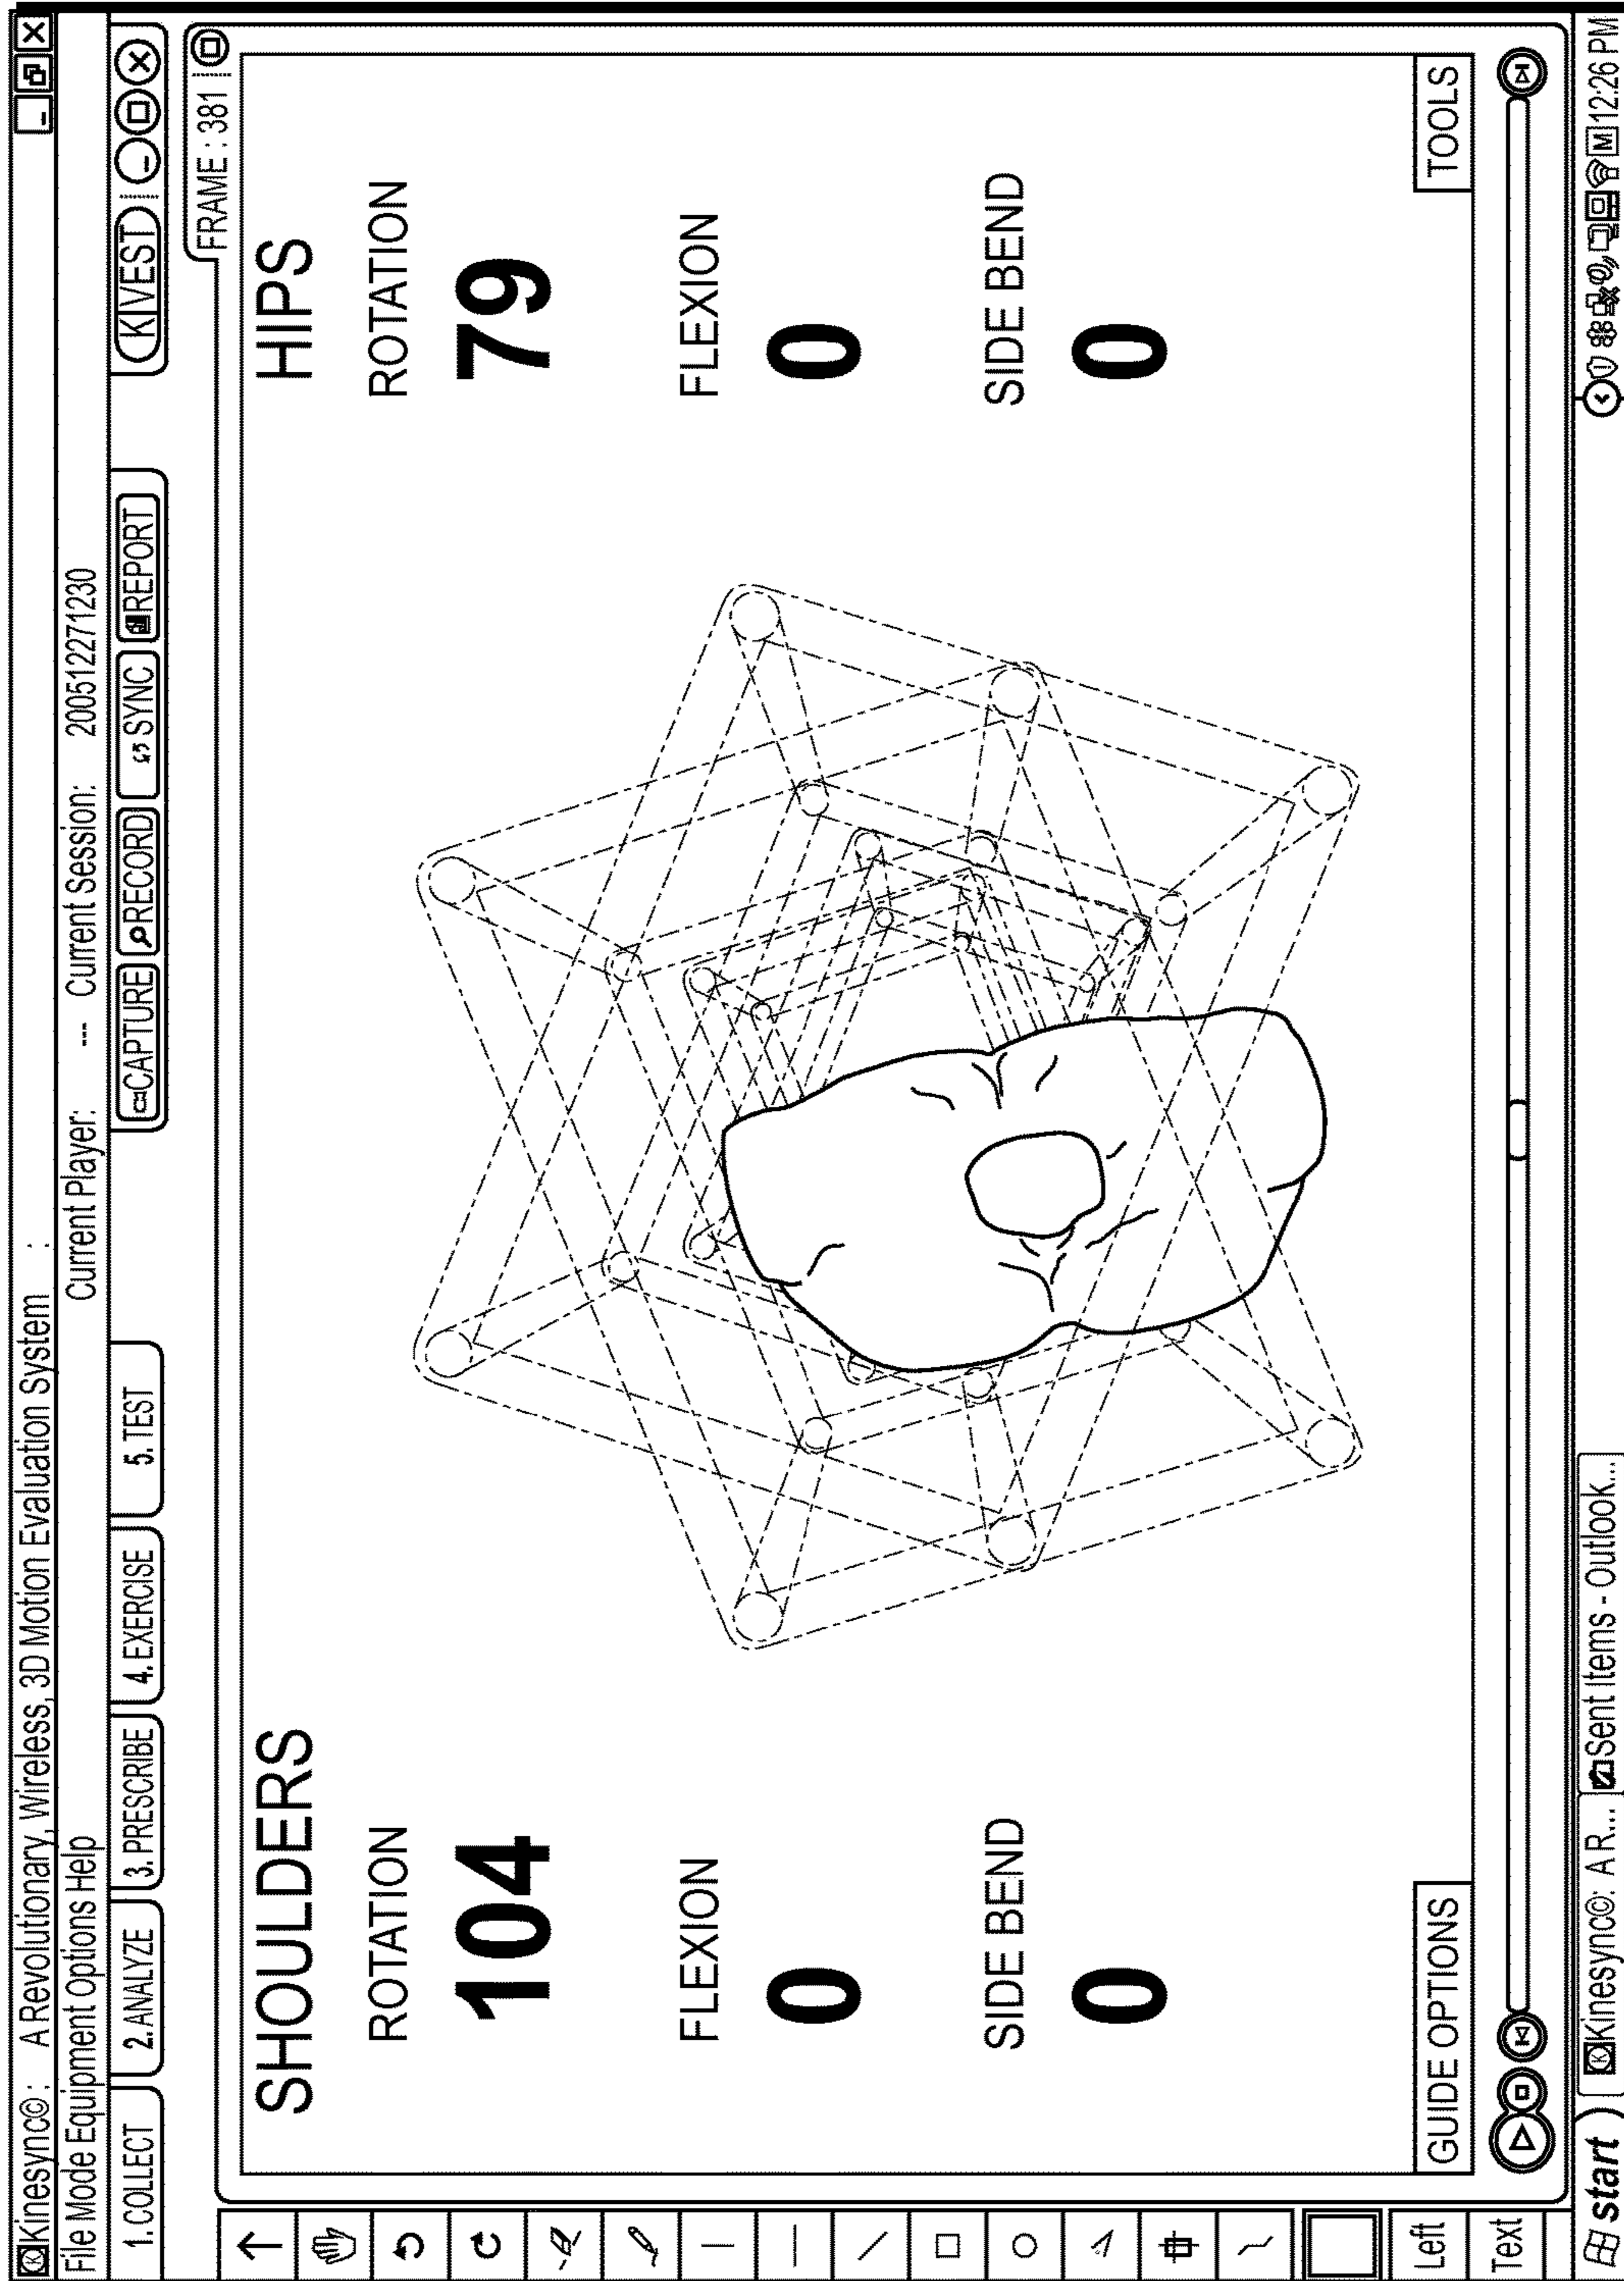 Kinesync©: A Revolutionary, Wireless, 3D Motion Evaluation System :
File Mode Equipment Options Help Current Player: --- Current Session: 200512271230
1. COLLECT 2. ANALYZE 3. PRESCRIBE 4. EXERCISE 5. TEST CAPTURE RECORD SYNC REPORT K|VEST
FRAME : 381
SHOULDERS HIPS
ROTATION ROTATION
104 79
FLEXION FLEXION
0 0
SIDE BEND SIDE BEND
0 0
GUIDE OPTIONS TOOLS
Left
Text
start Kinesync©: A R... Sent Items - Outlook... M 12:26 PM